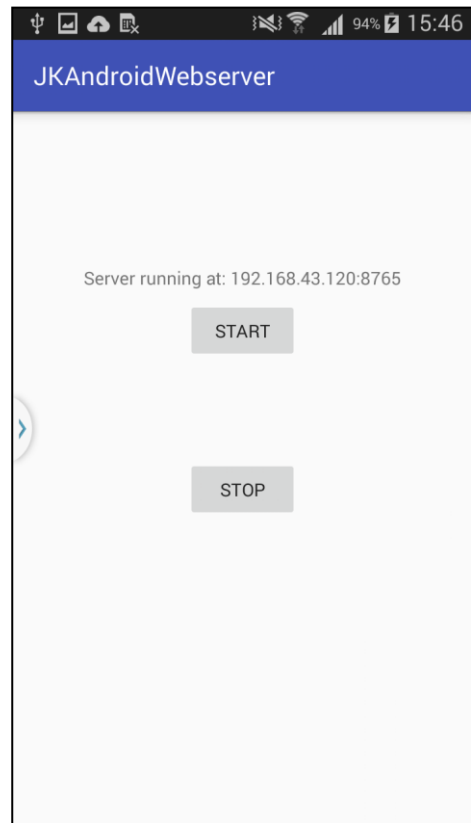 94% 15:46
JKAndroidWebserver
Server running at: 192.168.43.120:8765
START
STOP